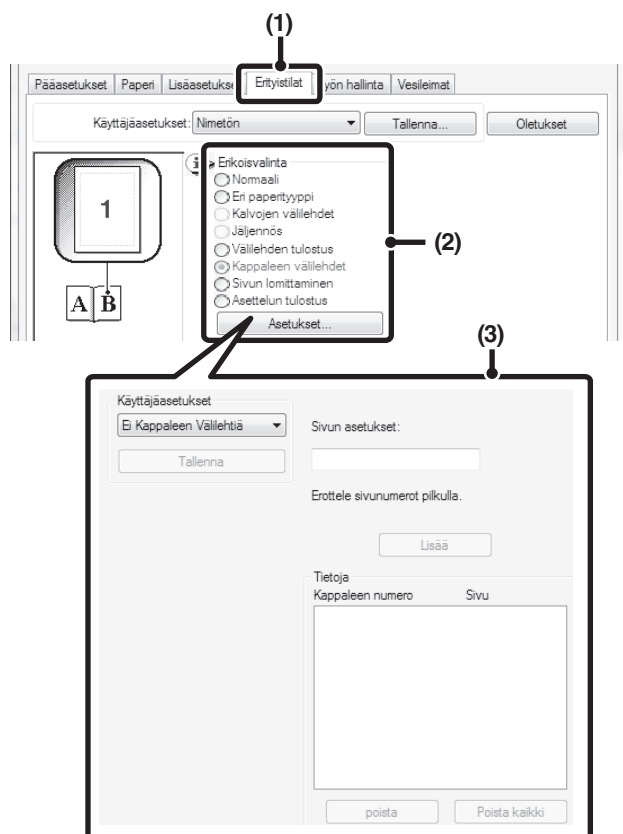 (1)
Pääasetukset Paperi Lisäasetukse Erityistilat yön hallinta Vesileimat
Käyttäjäasetukset: Nimetön Tallenna... Oletukset
1
A B
i
Erikoisvalinta
Normaali
Eri paperityyppi
Kalvojen välilehdet
Jäljennös
Välilehden tulostus
Kappaleen välilehdet
Sivun lomittaminen
Asettelun tulostus
Asetukset...
(2)
(3)
Käyttäjäasetukset
Ei Kappaleen Välilehtiä
Tallenna
Sivun asetukset:
Erottele sivunumerot pilkulla.
Lisää
Tietoja
Kappaleen numero Sivu
poista Poista kaikki